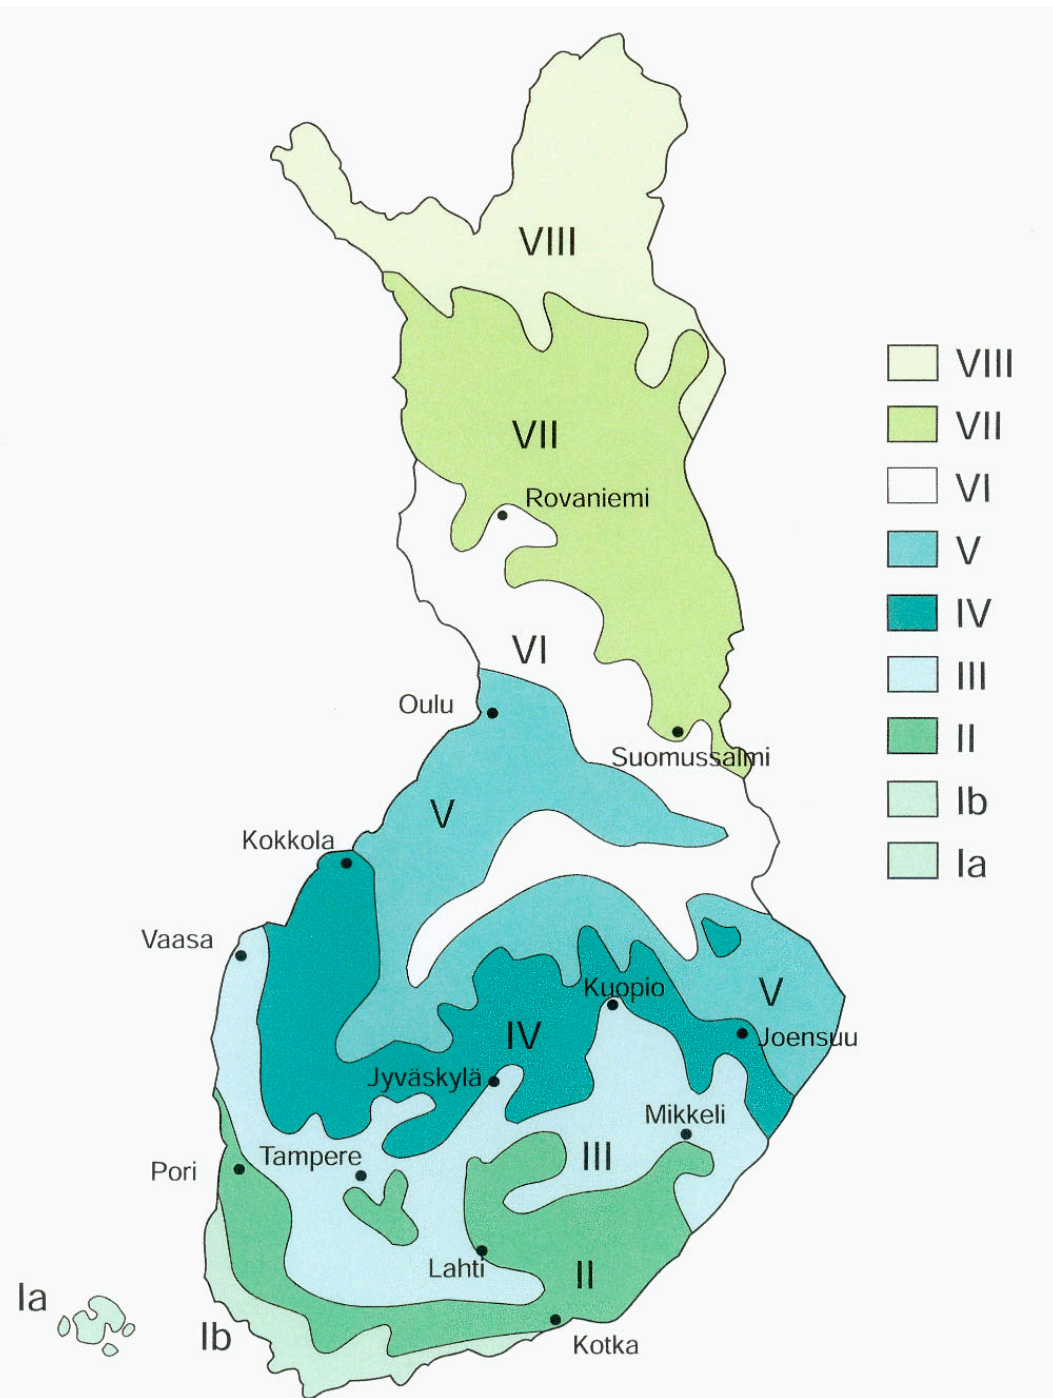 VIII
VIII
VII
VII
VI
Rovaniemi
V
IV
VI
III
Oulu
II
Suomussalmi
Ib
V
Kokkola
Ia
Vaasa
Kuopio
V
IV
Joensuu
Jyväskylä
Mikkeli
Tampere
III
Pori
Lahti
II
Ia
Ib
Kotka